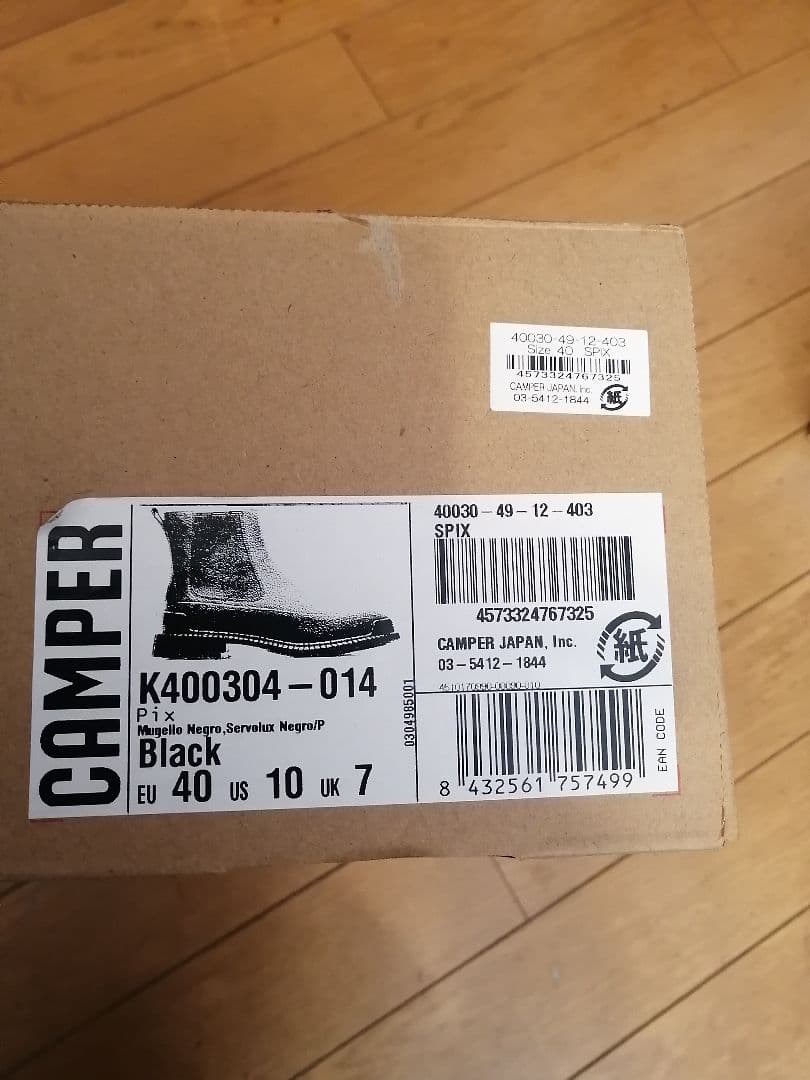 40030-49-12-403
Size 40 SPIX
4573324767325
CAMPER JAPAN, Inc.
03-5412-1844
紙
CAMPER
K400304-014
Pix
Mugello Negro,Servolux Negro/P
Black
EU 40 US 10 UK 7
0304985001
40030-49-12-403
SPIX
4573324767325
CAMPER JAPAN, Inc.
03-5412-1844
紙
8 432561 757499
EAN CODE